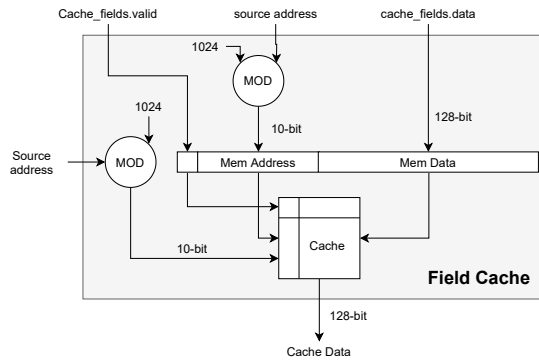 Cache_fields.valid
source address
cache_fields.data
1024
MOD
1024
10-bit
128-bit
Source
address
MOD
Mem Address
Mem Data
Cache
10-bit
Field Cache
128-bit
Cache Data